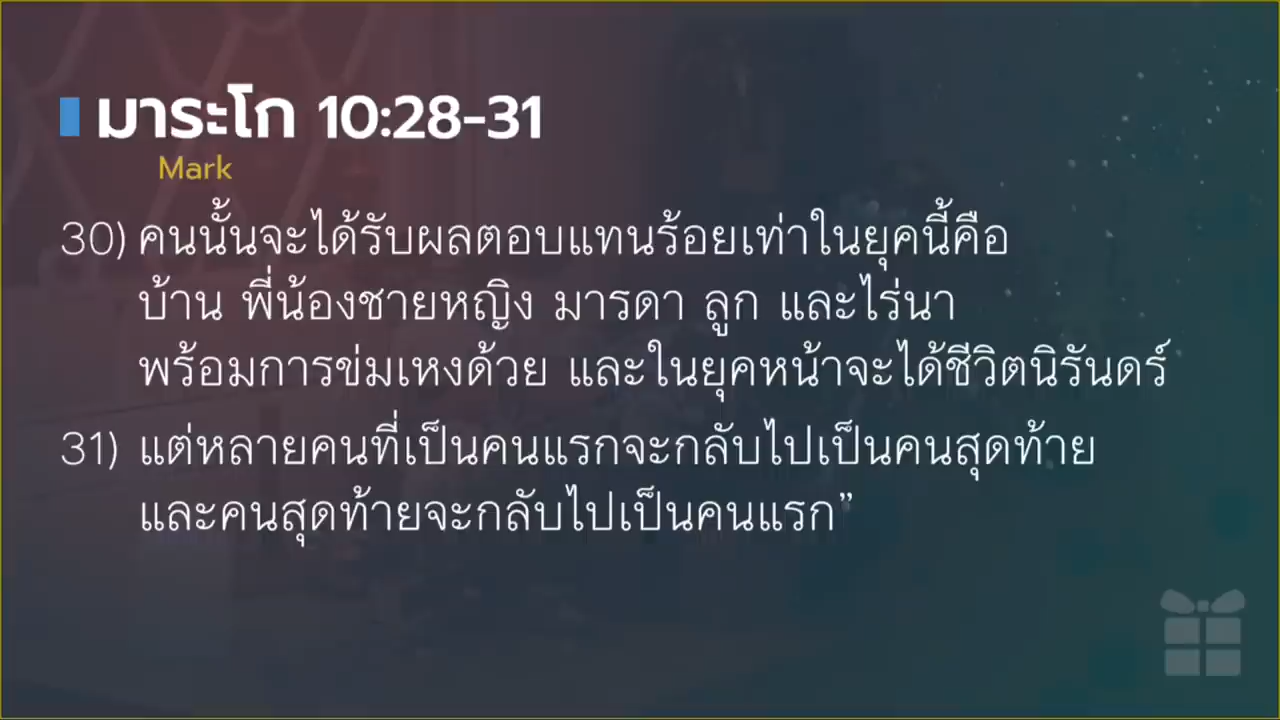 มาระโก 10:28-31
Mark
30) คนนั้นจะได้รับผลตอบแทนร้อยเท่าในยุคนี้คือ
บ้าน พี่น้องชายหญิง มารดา ลูก และไร่นา
พร้อมการข่มเหงด้วย และในยุคหน้าจะได้ชีวิตนิรันดร์
31) แต่หลายคนที่เป็นคนแรกจะกลับไปเป็นคนสุดท้าย
และคนสุดท้ายจะกลับไปเป็นคนแรก”